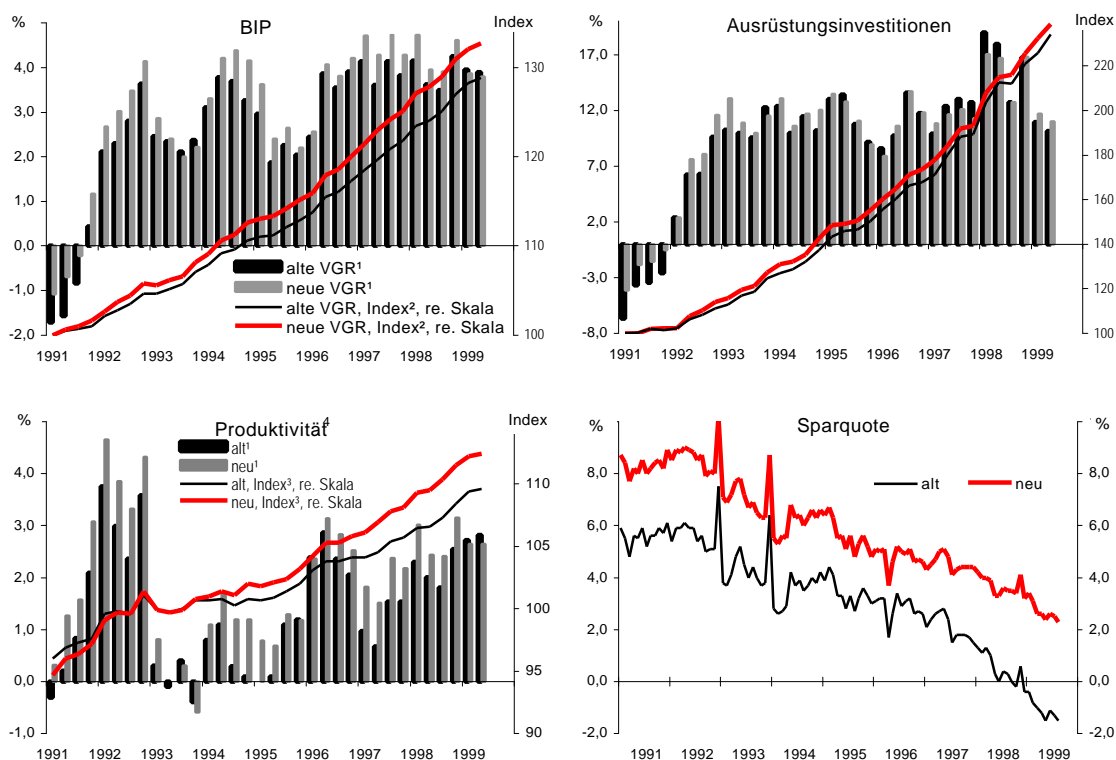 % BIP Index
4,0
3,0
2,0
1,0
0,0
-1,0
-2,0
130
120
110
100
alte VGR¹
neue VGR¹
alte VGR, Index², re. Skala
neue VGR, Index², re. Skala
1991 1992 1993 1994 1995 1996 1997 1998 1999
% Ausrüstungsinvestitionen Index
17,0
12,0
7,0
2,0
-3,0
-8,0
220
200
180
160
140
120
100
1991 1992 1993 1994 1995 1996 1997 1998 1999
% Produktivität⁴ Index
4,0
3,0
2,0
1,0
0,0
-1,0
110
105
100
95
90
alt¹
neu¹
alt, Index³, re. Skala
neu, Index³, re. Skala
1991 1992 1993 1994 1995 1996 1997 1998 1999
% Sparquote %
8,0
6,0
4,0
2,0
0,0
-2,0
8,0
6,0
4,0
2,0
0,0
-2,0
alt neu
1991 1992 1993 1994 1995 1996 1997 1998 1999